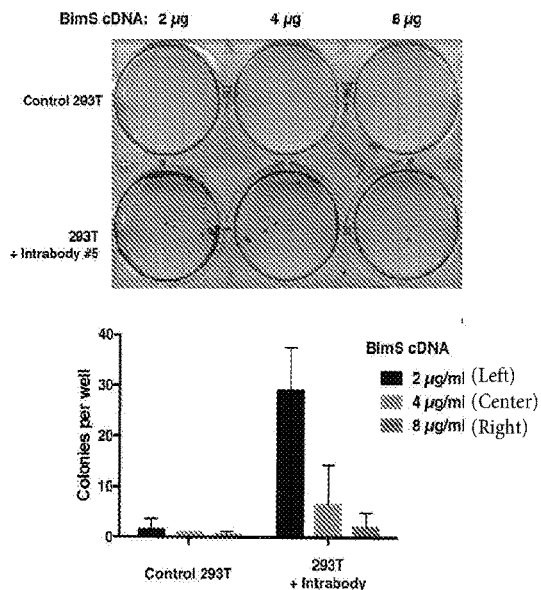 BimS cDNA: 2 µg 4 µg 8 µg
Control 293T
293T
+ Intrabody #5
40
30
20
10
0
Colonies per well
BimS cDNA
2 µg/ml (Left)
4 µg/ml (Center)
8 µg/ml (Right)
Control 293T
293T
+ Intrabody